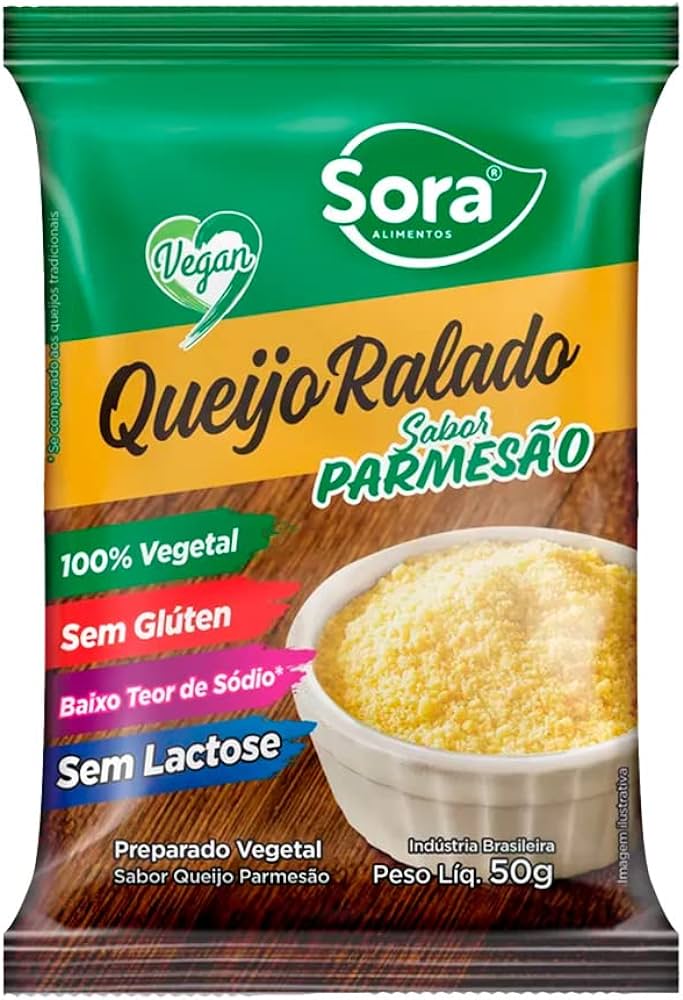 Sora®
ALIMENTOS
Vegan
Queijo Ralado
Sabor
PARMESÃO
100% Vegetal
Sem Glúten
Baixo Teor de Sódio*
Sem Lactose
Preparado Vegetal
Sabor Queijo Parmesão
Indústria Brasileira
Peso Líq. 50g
*Se comparado aos queijos tradicionais
Imagem ilustrativa